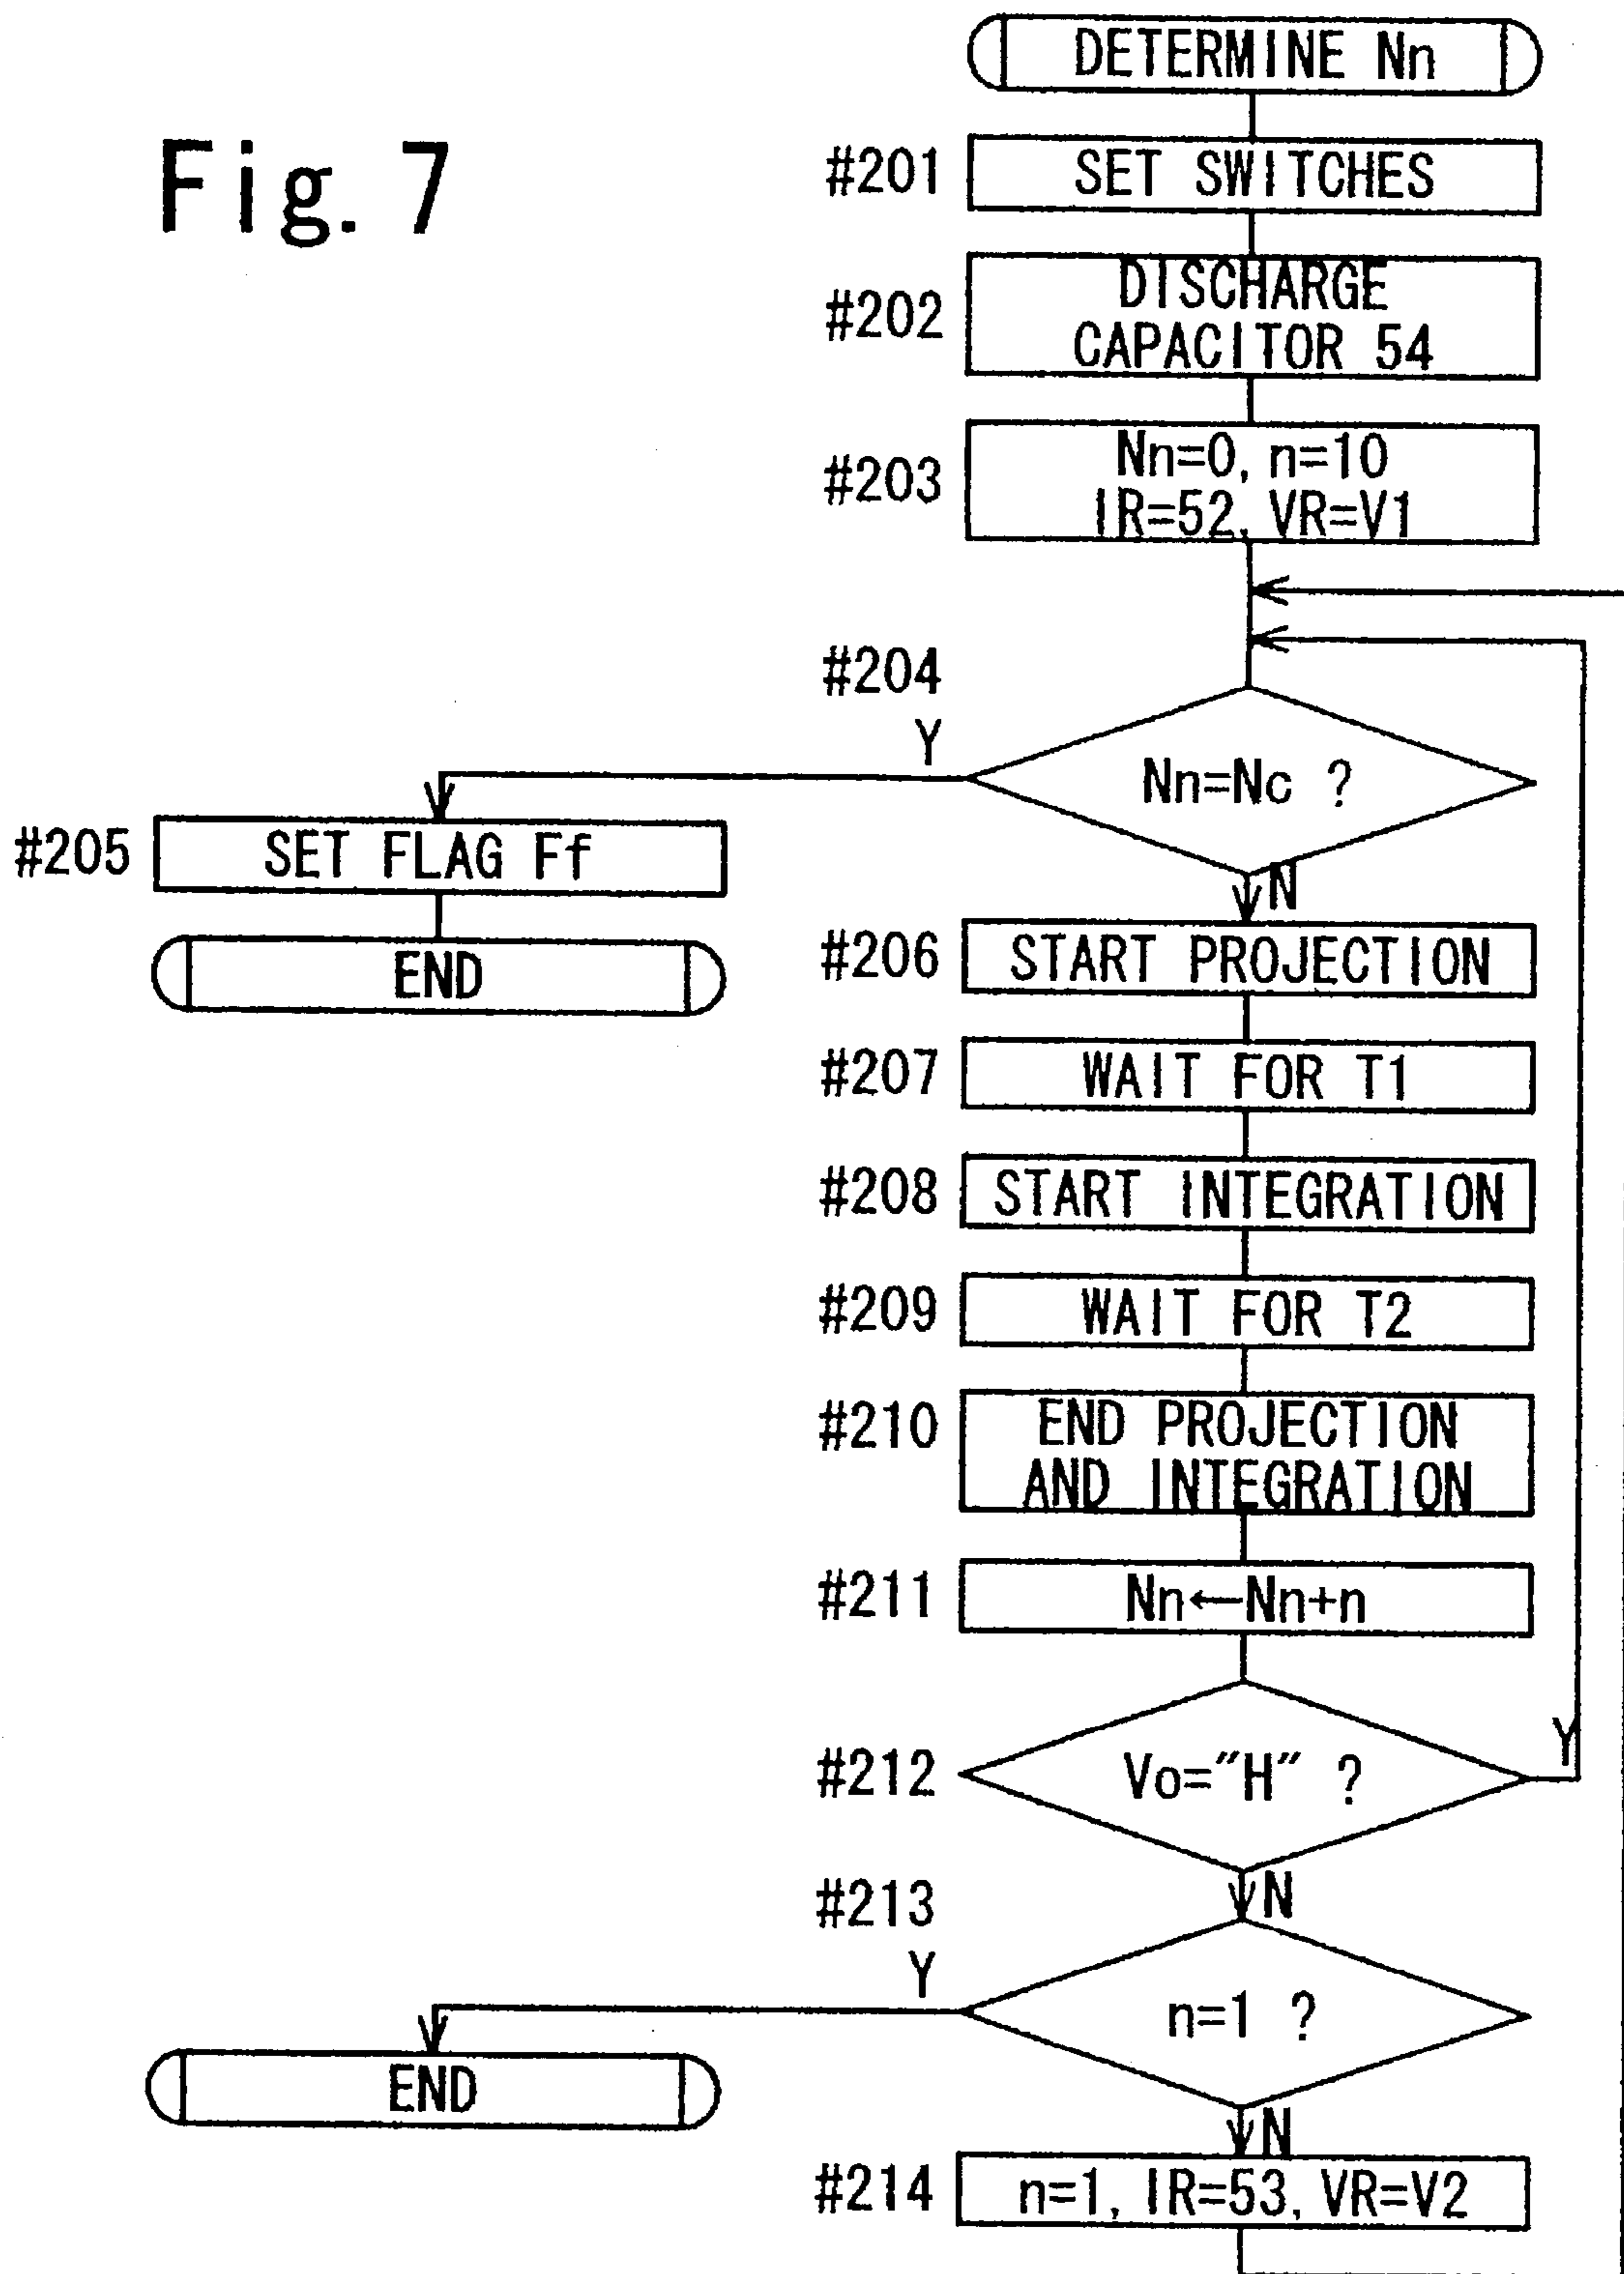 Fig. 7
DETERMINE Nn
#201
SET SWITCHES
#202
DISCHARGE
CAPACITOR 54
#203
Nn=0, n=10
IR=52, VR=V1
#204
Y
Nn=Nc ?
N
#205
SET FLAG Ff
END
#206
START PROJECTION
#207
WAIT FOR T1
#208
START INTEGRATION
#209
WAIT FOR T2
#210
END PROJECTION
AND INTEGRATION
#211
Nn←Nn+n
#212
Vo="H" ?
Y
N
#213
Y
n=1 ?
END
N
#214
n=1, IR=53, VR=V2